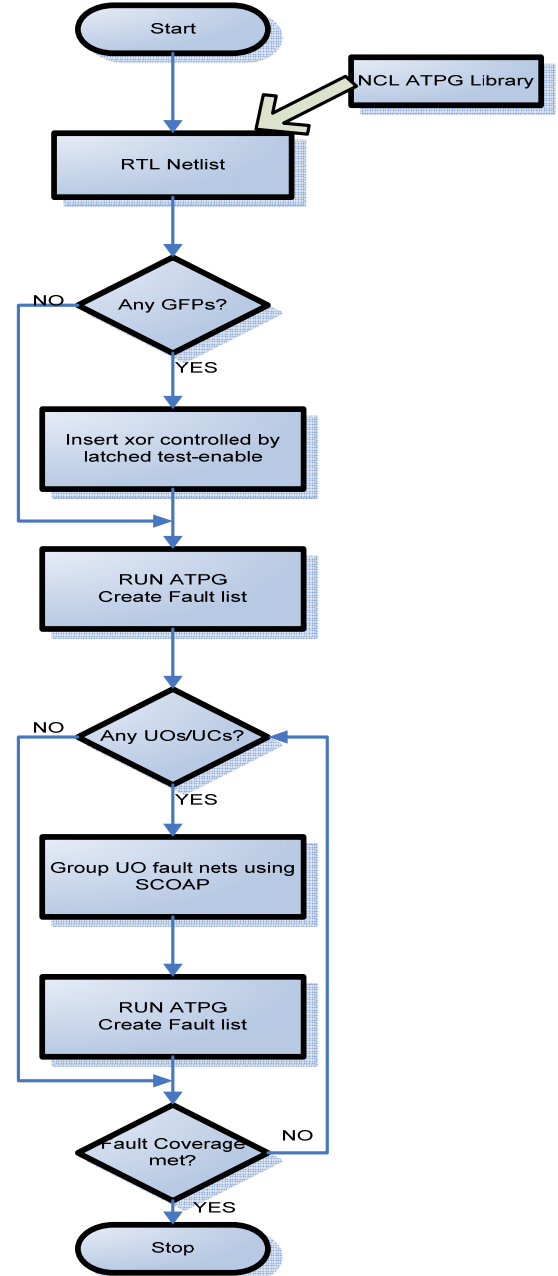 Start
NCL ATPG Library
RTL Netlist
NO
Any GFPs?
YES
Insert xor controlled by
latched test-enable
RUN ATPG
Create Fault list
NO
Any UOs/UCs?
YES
Group UO fault nets using
SCOAP
RUN ATPG
Create Fault list
Fault Coverage
met?
NO
YES
Stop